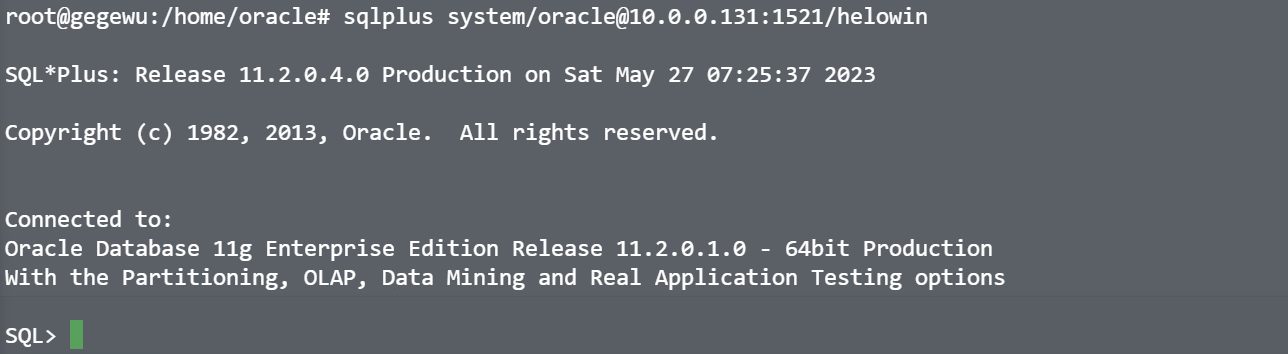 root@gegewu:/home/oracle# sqlplus system/oracle@10.0.0.131:1521/helowin
SQL*Plus: Release 11.2.0.4.0 Production on Sat May 27 07:25:37 2023
Copyright (c) 1982, 2013, Oracle.  All rights reserved.
Connected to:
Oracle Database 11g Enterprise Edition Release 11.2.0.1.0 - 64bit Production
With the Partitioning, OLAP, Data Mining and Real Application Testing options
SQL>